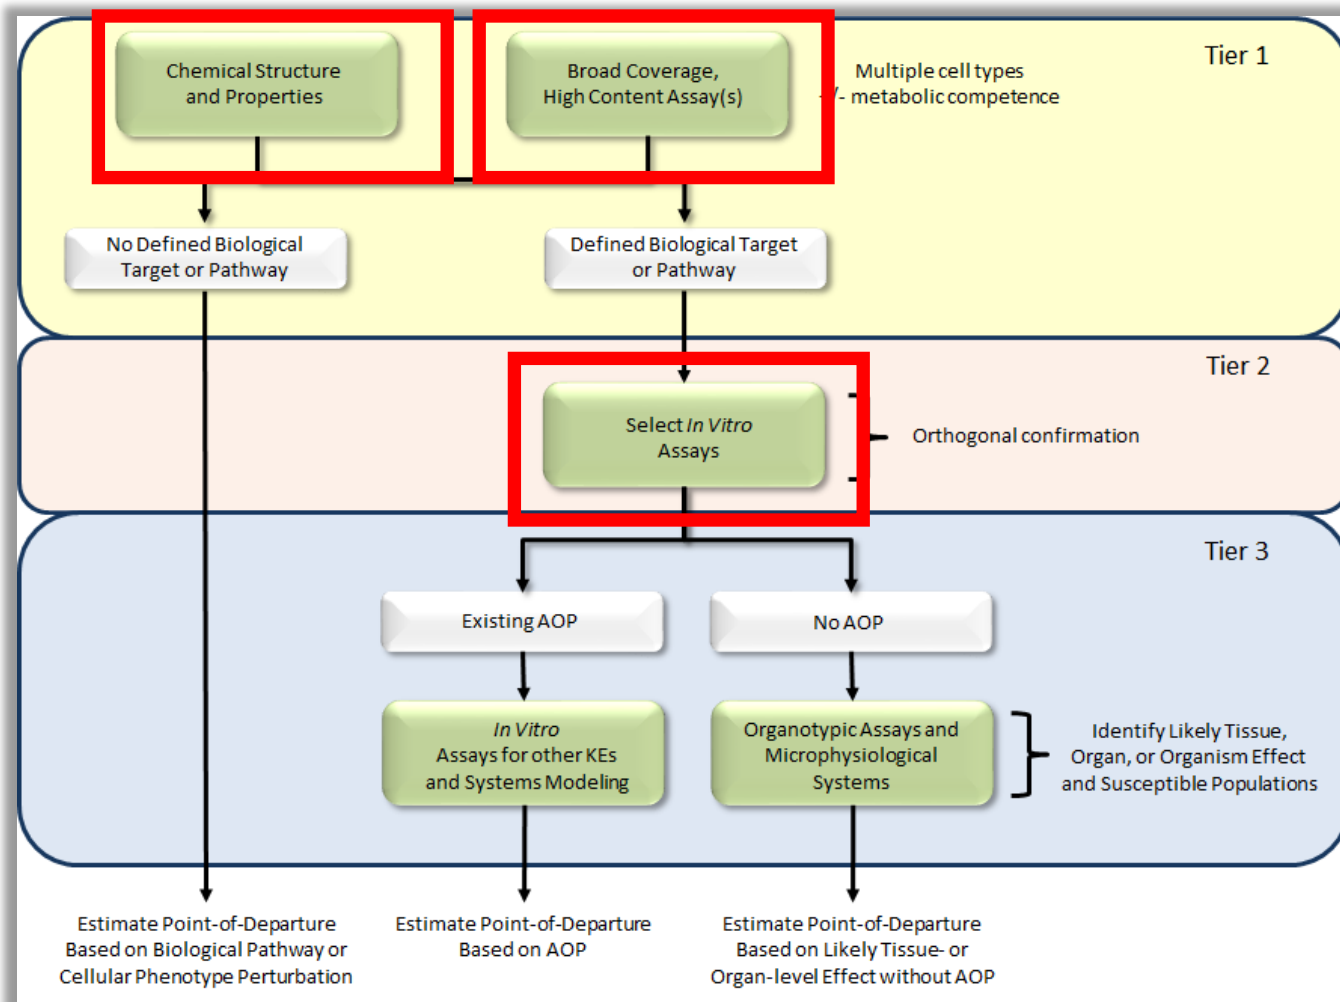 Tier 1
Chemical Structure
and Properties
Broad Coverage,
High Content Assay(s)
Multiple cell types
+/- metabolic competence
No Defined Biological
Target or Pathway
Defined Biological Target
or Pathway
Tier 2
Select In Vitro
Assays
Orthogonal confirmation
Tier 3
Existing AOP
No AOP
In Vitro
Assays for other KEs
and Systems Modeling
Organotypic Assays and
Microphysiological
Systems
Identify Likely Tissue,
Organ, or Organism Effect
and Susceptible Populations
Estimate Point-of-Departure
Based on Biological Pathway or
Cellular Phenotype Perturbation
Estimate Point-of-Departure
Based on AOP
Estimate Point-of-Departure
Based on Likely Tissue- or
Organ-level Effect without AOP